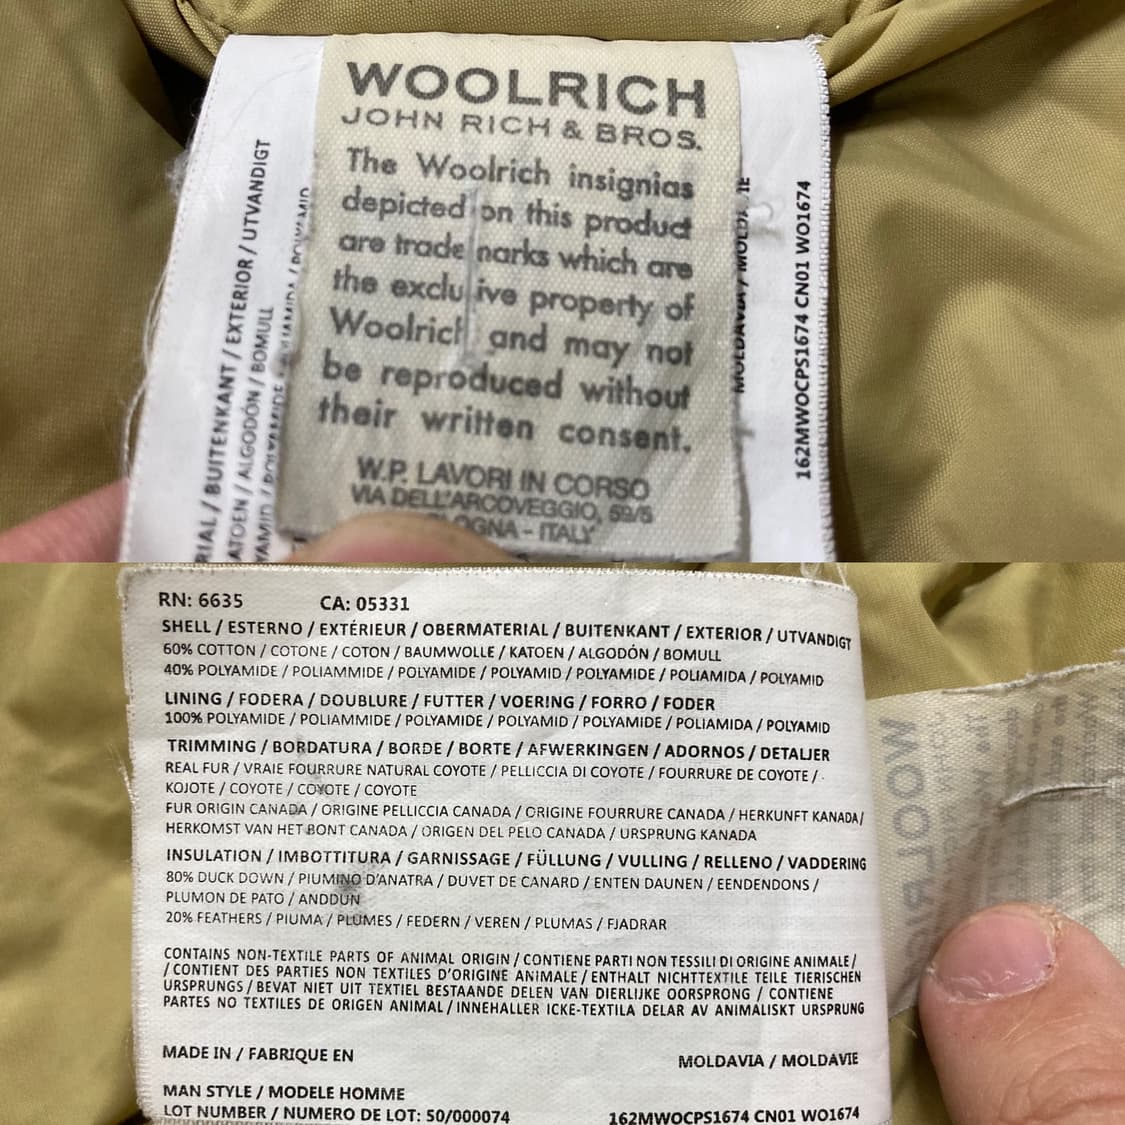 WOOLRICH
JOHN RICH & BROS.
The Woolrich insignias
depicted on this product
are trade marks which are
the exclusive property of
Woolrich and may not
be reproduced without
their written consent.
W.P. LAVORI IN CORSO
VIA DELL'ARCOVEGGIO, 59/5
OGNA - ITALY
RIAL / BUITENKANT / EXTERIOR / UTVANDIGT
ATOEN / ALGODÓN / BOMULL
162MWOCPS1674 CN01 WO1674
RN: 6635 CA: 05331
SHELL / ESTERNO / EXTÉRIEUR / OBERMATERIAL / BUITENKANT / EXTERIOR / UTVANDIGT
60% COTTON / COTONE / COTON / BAUMWOLLE / KATOEN / ALGODÓN / BOMULL
40% POLYAMIDE / POLIAMMIDE / POLYAMIDE / POLYAMID / POLYAMIDE / POLIAMIDA / POLYAMID
LINING / FODERA / DOUBLURE / FUTTER / VOERING / FORRO / FODER
100% POLYAMIDE / POLIAMMIDE / POLYAMIDE / POLYAMID / POLYAMIDE / POLIAMIDA / POLYAMID
TRIMMING / BORDATURA / BORDE / BORTE / AFWERKINGEN / ADORNOS / DETALJER
REAL FUR / VRAIE FOURRURE NATURAL COYOTE / PELLICCIA DI COYOTE / FOURRURE DE COYOTE /
KOJOTE / COYOTE / COYOTE / COYOTE
FUR ORIGIN CANADA / ORIGINE PELLICCIA CANADA / ORIGINE FOURRURE CANADA / HERKUNFT KANADA/
HERKOMST VAN HET BONT CANADA / ORIGEN DEL PELO CANADA / URSPRUNG KANADA
INSULATION / IMBOTTITURA / GARNISSAGE / FÜLLUNG / VULLING / RELLENO / VADDERING
80% DUCK DOWN / PIUMINO D'ANATRA / DUVET DE CANARD / ENTEN DAUNEN / EENDENDONS /
PLUMON DE PATO / ANDDUN
20% FEATHERS / PIUMA / PLUMES / FEDERN / VEREN / PLUMAS / FJADRAR
CONTAINS NON-TEXTILE PARTS OF ANIMAL ORIGIN / CONTIENE PARTI NON TESSILI DI ORIGINE ANIMALE /
/ CONTIENT DES PARTIES NON TEXTILES D'ORIGINE ANIMALE / ENTHALT NICHTTEXTILE TEILE TIERISCHEN
URSPRUNGS / BEVAT NIET UIT TEXTIEL BESTAANDE DELEN VAN DIERLIJKE OORSPRONG / CONTIENE
PARTES NO TEXTILES DE ORIGEN ANIMAL / INNEHALLER ICKE-TEXTILA DELAR AV ANIMALISKT URSPRUNG
MADE IN / FABRIQUE EN MOLDAVIA / MOLDAVIE
MAN STYLE / MODELE HOMME
LOT NUMBER / NUMERO DE LOT: 50/000074 162MWOCPS1674 CN01 WO1674